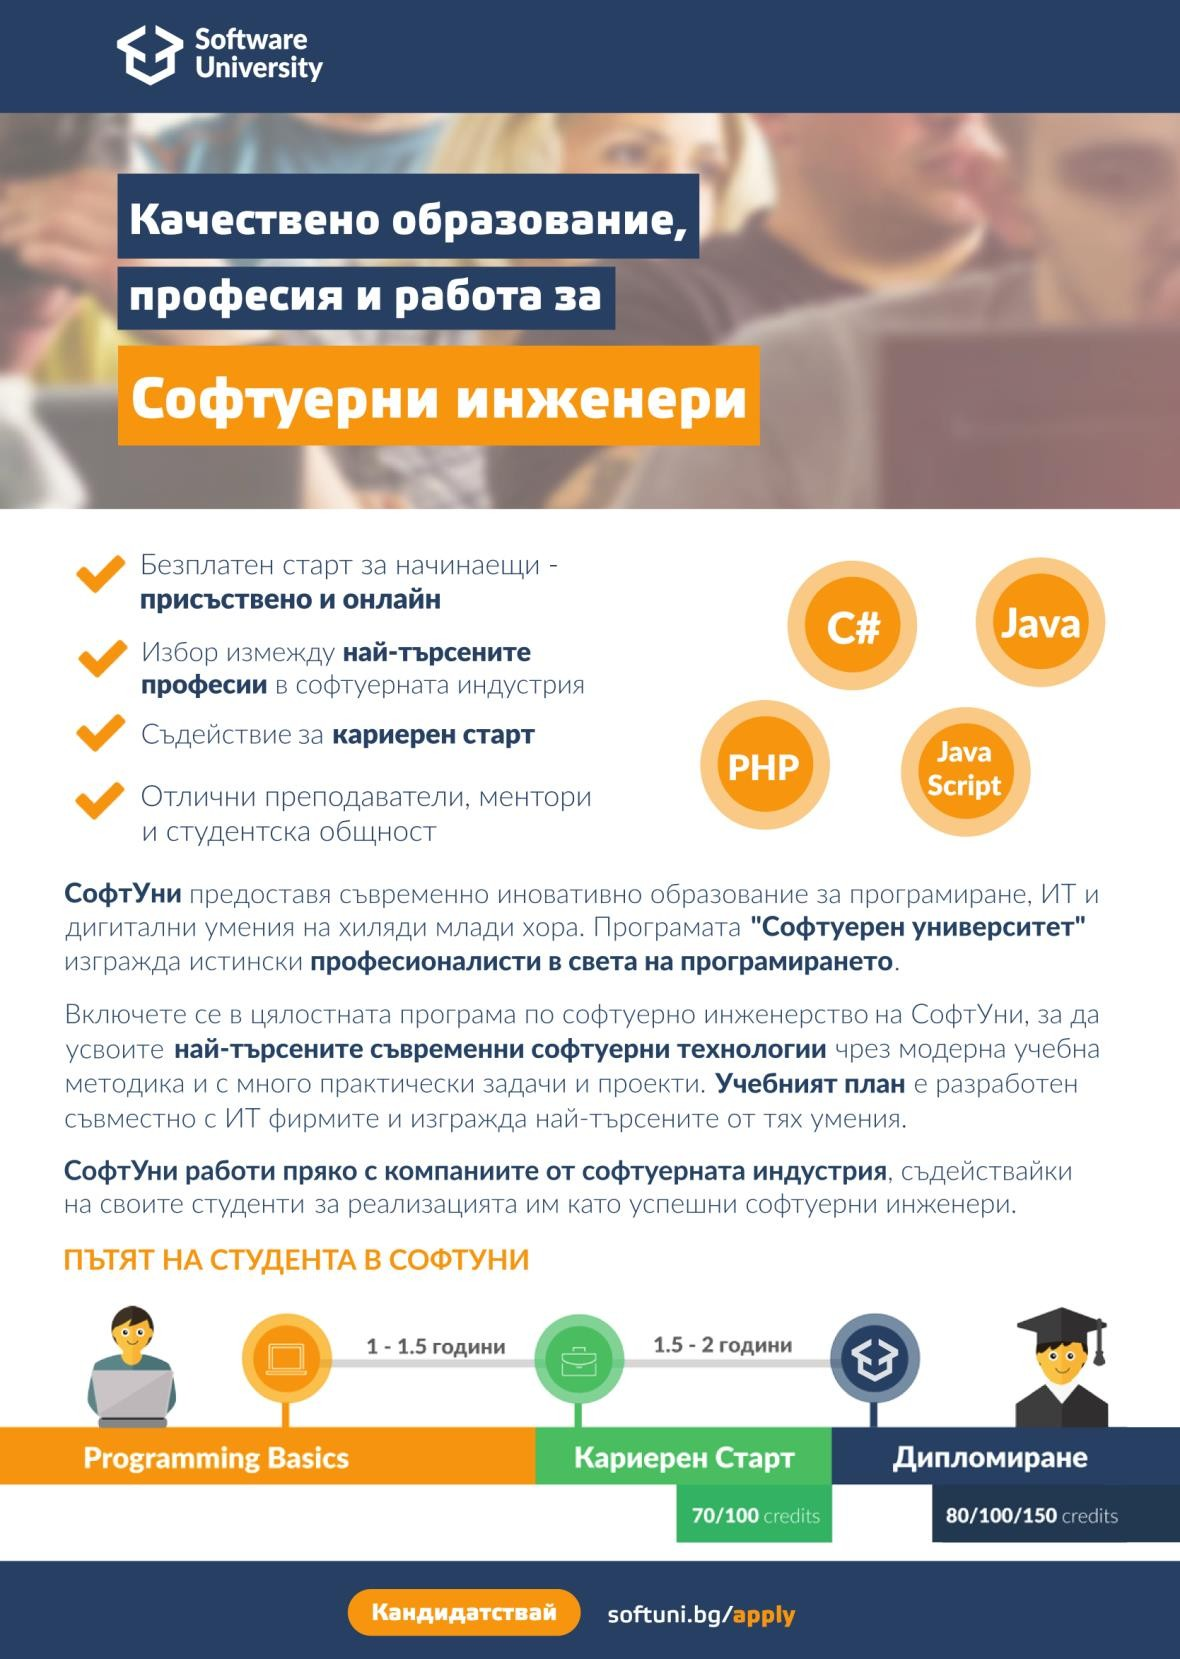 Software
University
Качествено образование,
професия и работа за
Софтуерни инженери
Безплатен старт за начинаещи -
присъствено и онлайн
Избор измежду най-търсените
професии в софтуерната индустрия
Съдействие за кариерен старт
Отлични преподаватели, ментори
и студентска общност
C#
Java
PHP
Java
Script
СофтУни предоставя съвременно иновативно образование за програмиране, ИТ и
дигитални умения на хиляди млади хора. Програмата "Софтуерен университет"
изгражда истински професионалисти в света на програмирането.
Включете се в цялостната програма по софтуерно инженерство на СофтУни, за да
усвоите най-търсените съвременни софтуерни технологии чрез модерна учебна
методика и с много практически задачи и проекти. Учебният план е разработен
съвместно с ИТ фирмите и изгражда най-търсените от тях умения.
СофтУни работи пряко с компаниите от софтуерната индустрия, съдействайки
на своите студенти за реализацията им като успешни софтуерни инженери.
ПЪТЯТ НА СТУДЕНТА В СОФТУНИ
1 - 1.5 години
1.5 - 2 години
Programming Basics
Кариерен Старт
Дипломиране
70/100 credits
80/100/150 credits
Кандидатствай
softuni.bg/apply